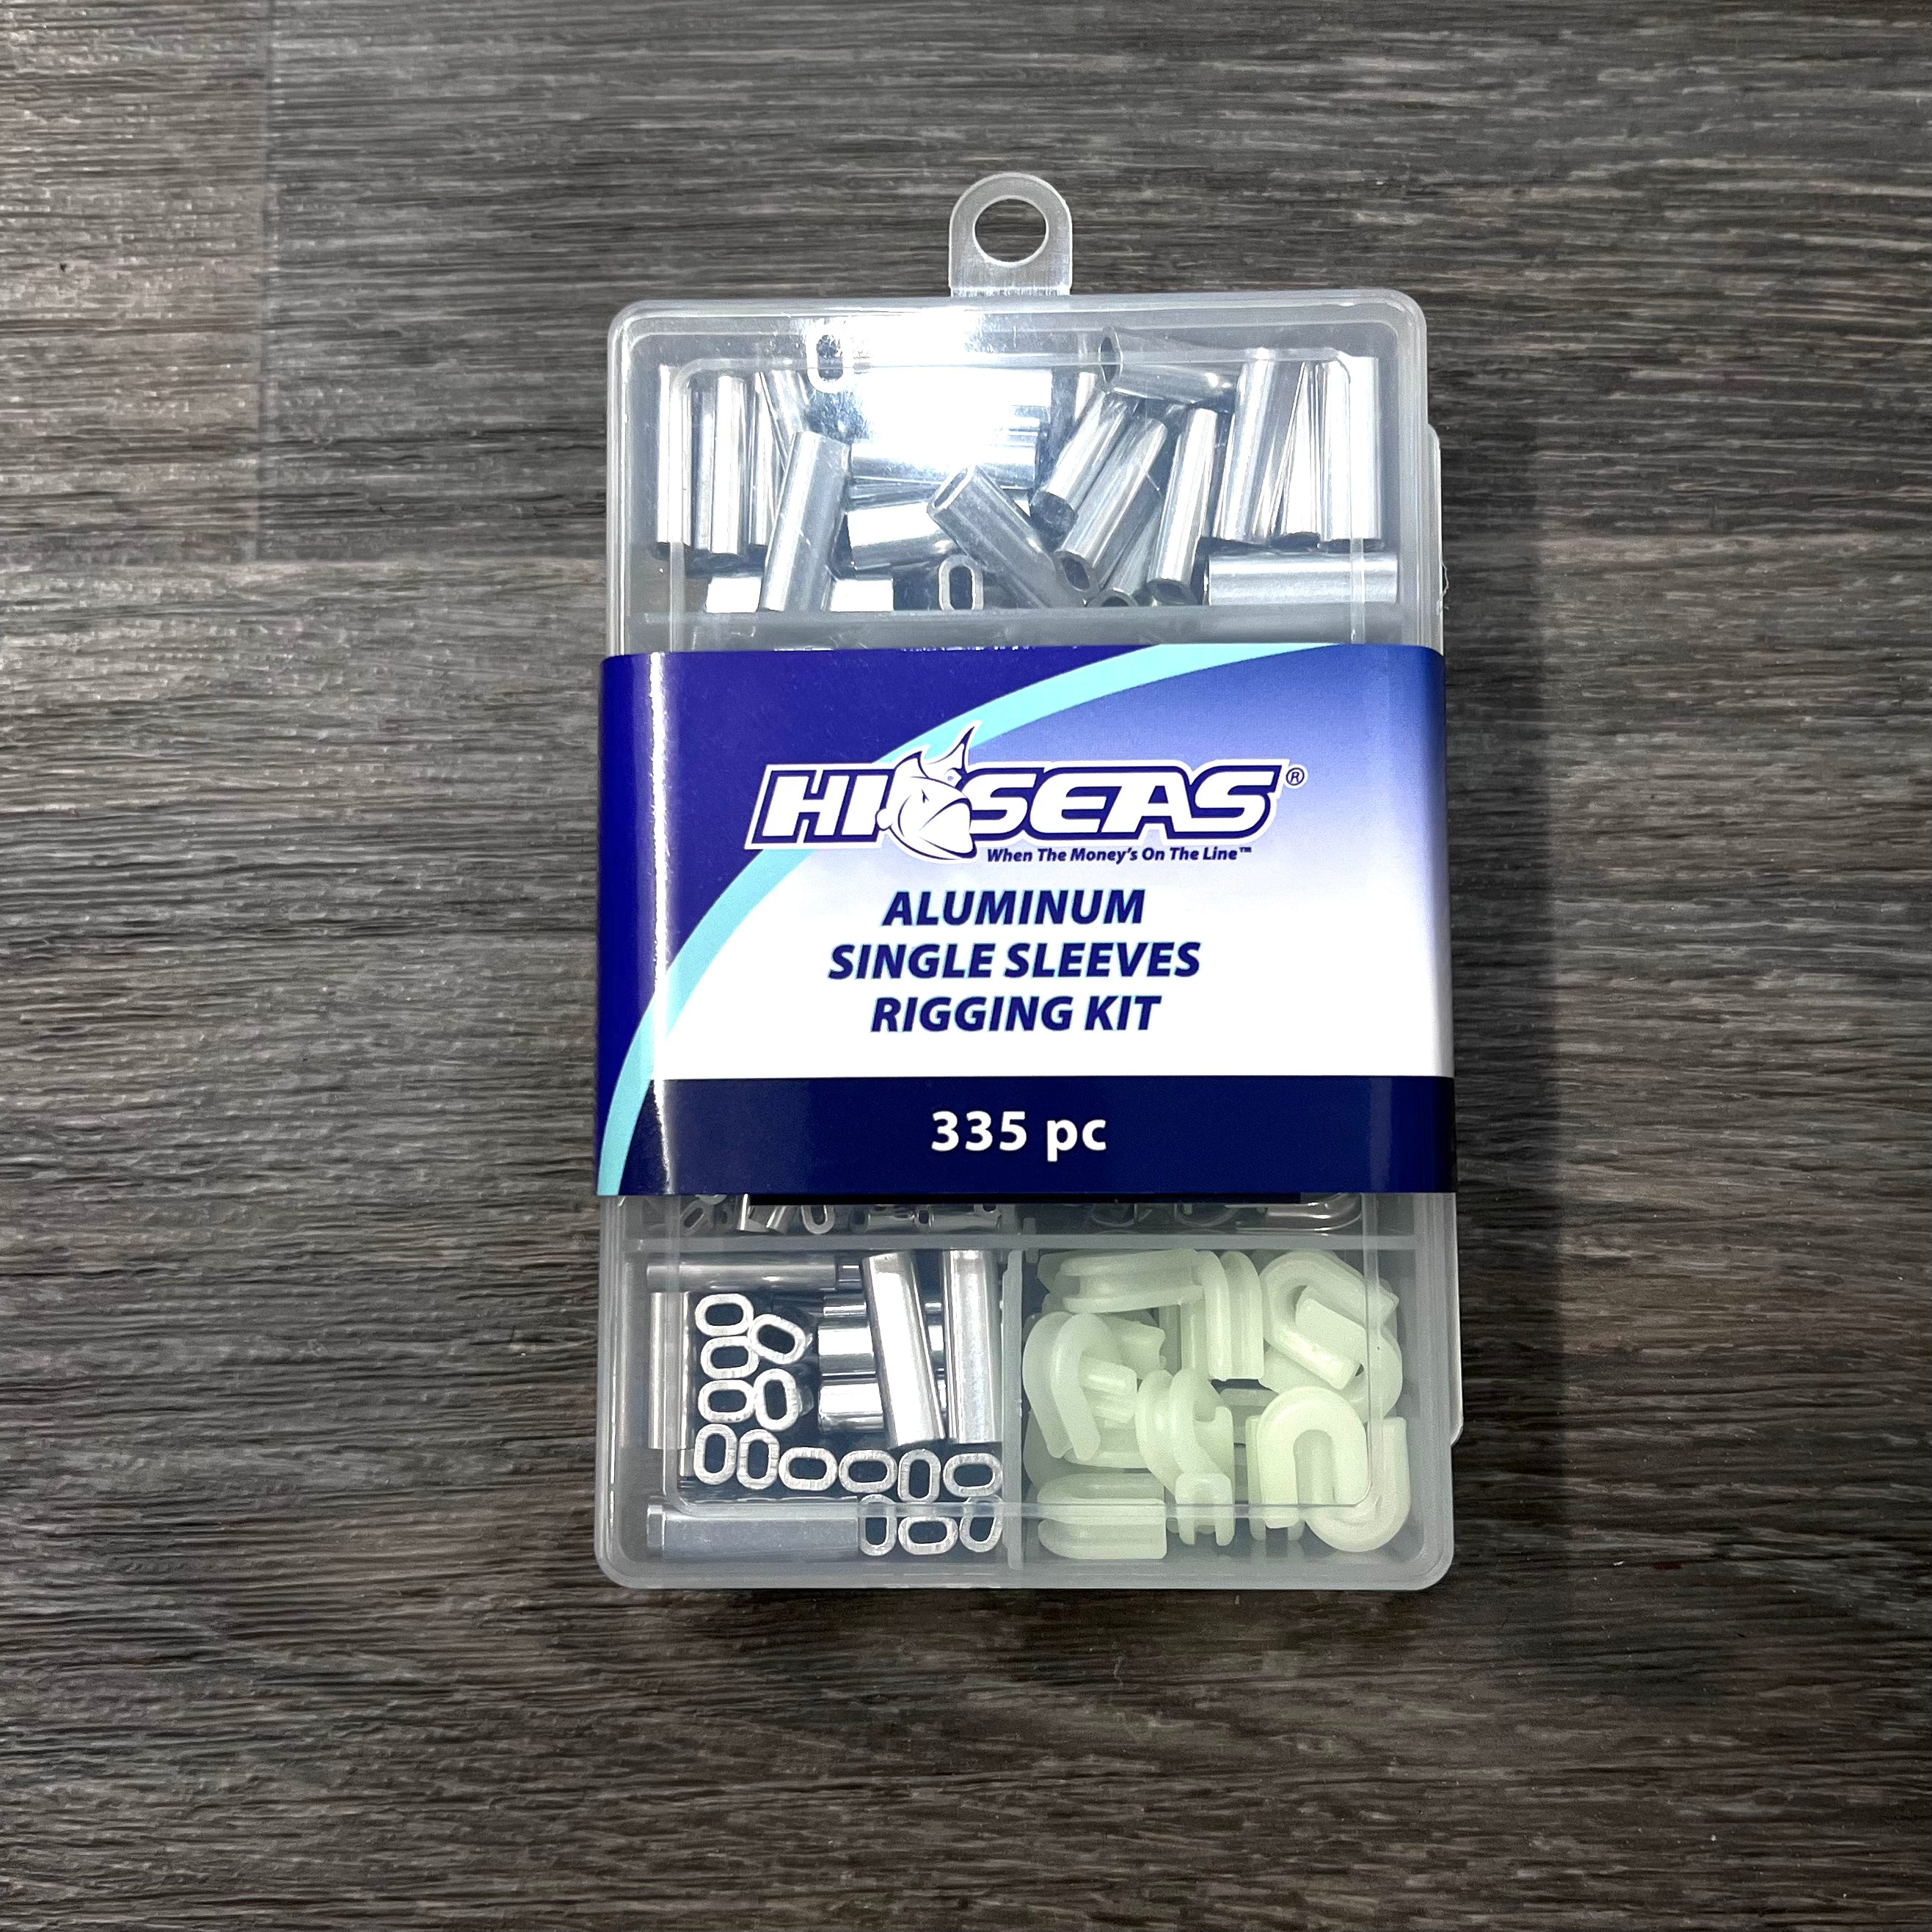 HI-SEAS®
When The Money's On The Line™
ALUMINUM
SINGLE SLEEVES
RIGGING KIT
335 pc